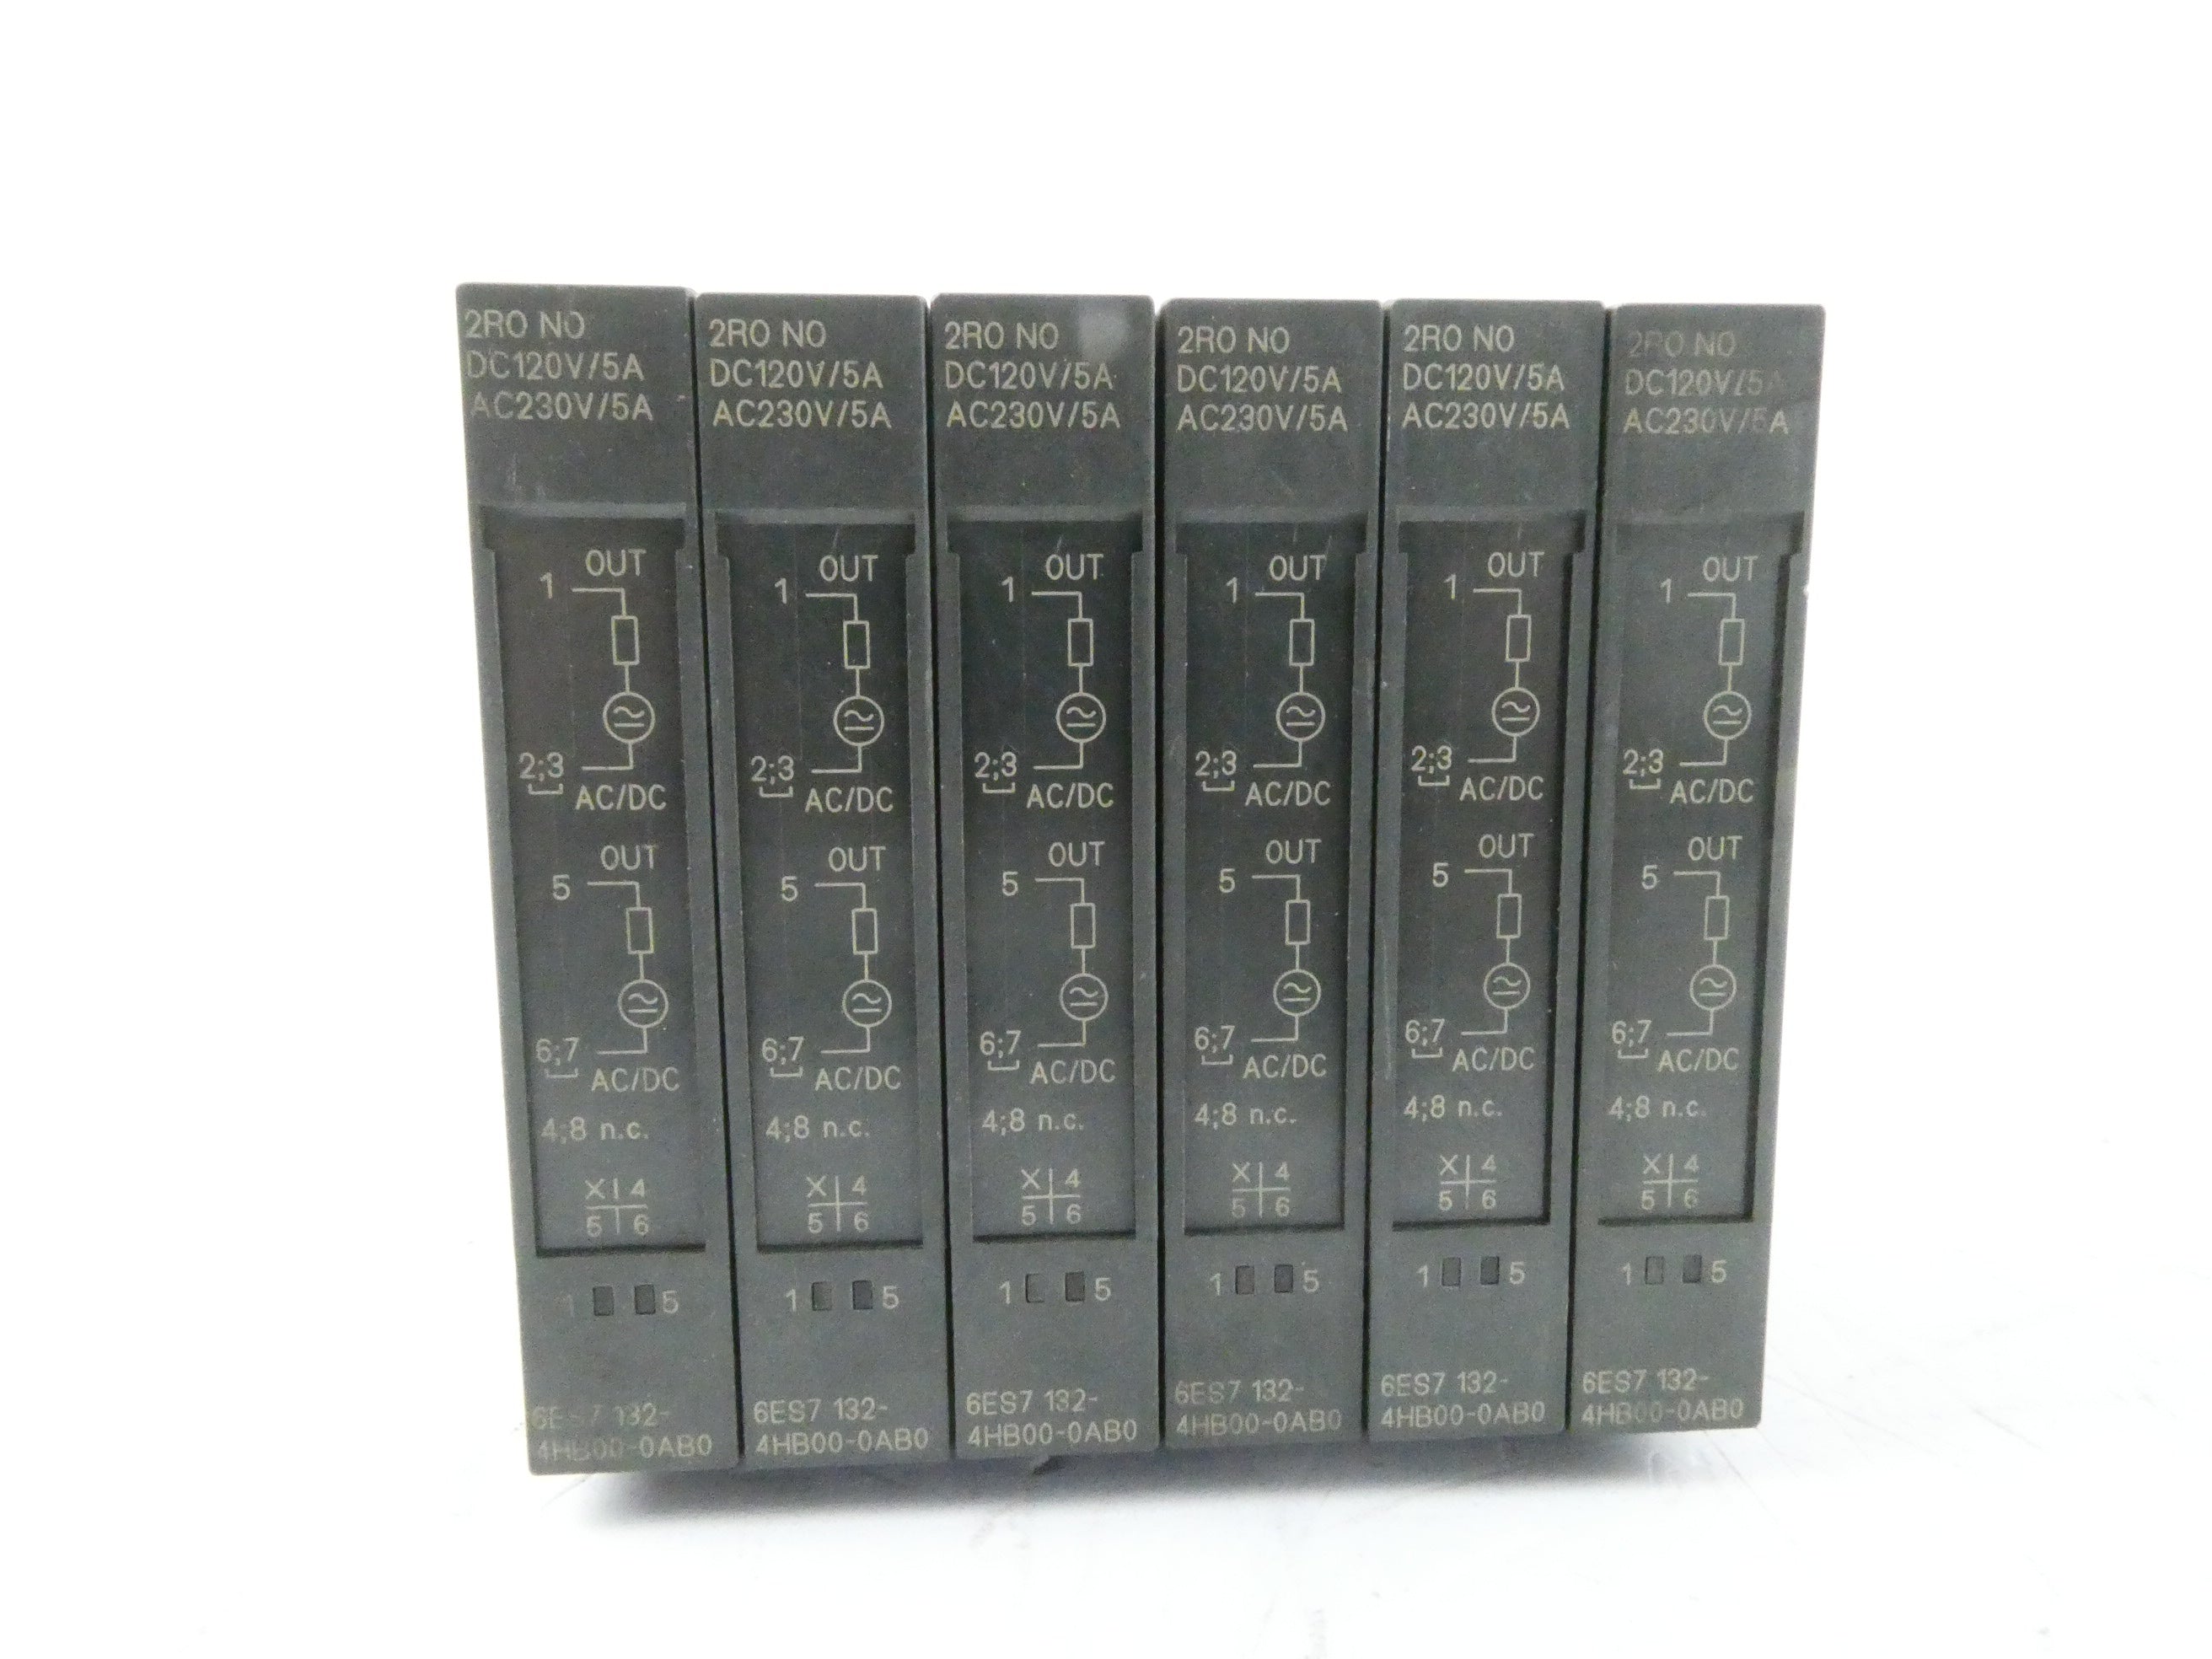 2RO NO
DC120V/5A
AC230V/5A
OUT
1
2;3
AC/DC
OUT
5
6;7
AC/DC
4;8 n.c.
X 4
5 6
1 5
6ES7 132-
4HB00-0AB0
2RO NO
DC120V/5A
AC230V/5A
OUT
1
2;3
AC/DC
OUT
5
6;7
AC/DC
4;8 n.c.
X 4
5 6
1 5
6ES7 132-
4HB00-0AB0
2RO NO
DC120V/5A
AC230V/5A
OUT
1
2;3
AC/DC
OUT
5
6;7
AC/DC
4;8 n.c.
X 4
5 6
1 5
6ES7 132-
4HB00-0AB0
2RO NO
DC120V/5A
AC230V/5A
OUT
1
2;3
AC/DC
OUT
5
6;7
AC/DC
4;8 n.c.
X 4
5 6
1 5
6ES7 132-
4HB00-0AB0
2RO NO
DC120V/5A
AC230V/5A
OUT
1
2;3
AC/DC
OUT
5
6;7
AC/DC
4;8 n.c.
X 4
5 6
1 5
6ES7 132-
4HB00-0AB0
2RO NO
DC120V/5A
AC230V/5A
OUT
1
2;3
AC/DC
OUT
5
6;7
AC/DC
4;8 n.c.
X 4
5 6
1 5
6ES7 132-
4HB00-0AB0